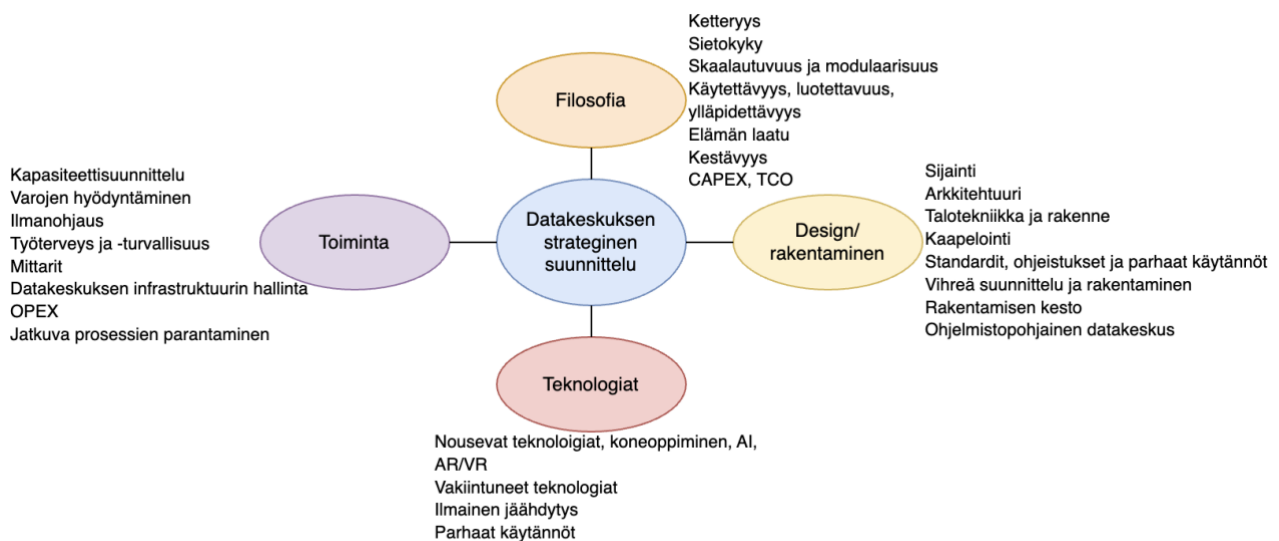 Ketteryys
Sietokyky
Skaalautuvuus ja modulaarisuus
Käytettävyys, luotettavuus,
ylläpidettävyys
Elämän laatu
Kestävyys
CAPEX, TCO
Filosofia
Kapasiteettisuunnittelu
Varojen hyödyntäminen
Ilmanohjaus
Työterveys ja -turvallisuus
Mittarit
Datakeskuksen infrastruktuurin hallinta
OPEX
Jatkuva prosessien parantaminen
Toiminta
Datakeskuksen
strateginen
suunnittelu
Design/
rakentaminen
Sijainti
Arkkitehtuuri
Talotekniikka ja rakenne
Kaapelointi
Standardit, ohjeistukset ja parhaat käytännöt
Vihreä suunnittelu ja rakentaminen
Rakentamisen kesto
Ohjelmistopohjainen datakeskus
Teknologiat
Nousevat teknoloigiat, koneoppiminen, AI,
AR/VR
Vakiintuneet teknologiat
Ilmainen jäähdytys
Parhaat käytännöt